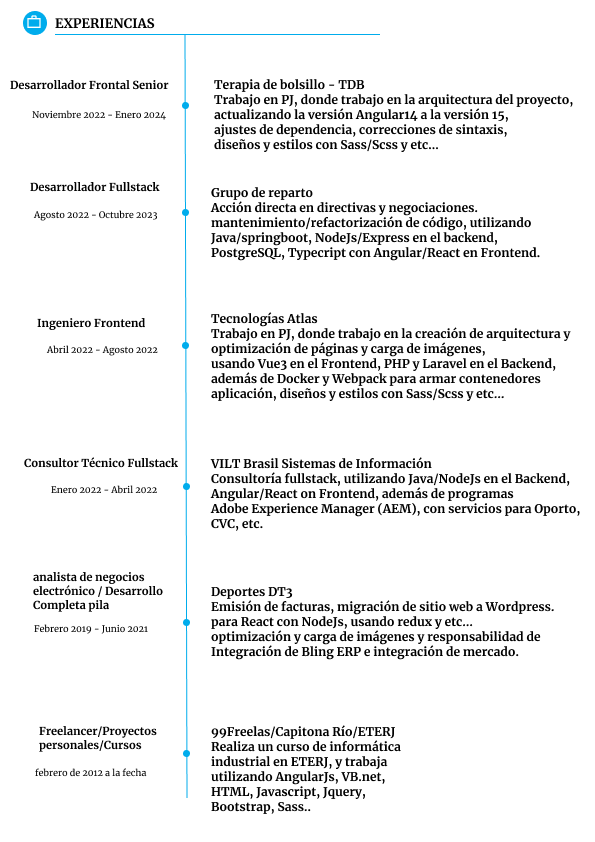 EXPERIENCIAS
Desarrollador Frontal Senior
Noviembre 2022 - Enero 2024
Terapia de bolsillo - TDB
Trabajo en PJ, donde trabajo en la arquitectura del proyecto,
actualizando la versión Angular14 a la versión 15,
ajustes de dependencia, correcciones de sintaxis,
diseños y estilos con Sass/Scss y etc...
Desarrollador Fullstack
Agosto 2022 - Octubre 2023
Grupo de reparto
Acción directa en directivas y negociaciones.
mantenimiento/refactorización de código, utilizando
Java/springboot, NodeJs/Express en el backend,
PostgreSQL, Typecript con Angular/React en Frontend.
Ingeniero Frontend
Abril 2022 - Agosto 2022
Tecnologías Atlas
Trabajo en PJ, donde trabajo en la creación de arquitectura y
optimización de páginas y carga de imágenes,
usando Vue3 en el Frontend, PHP y Laravel en el Backend,
además de Docker y Webpack para armar contenedores
aplicación, diseños y estilos con Sass/Scss y etc...
Consultor Técnico Fullstack
Enero 2022 - Abril 2022
VILT Brasil Sistemas de Información
Consultoría fullstack, utilizando Java/NodeJs en el Backend,
Angular/React on Frontend, además de programas
Adobe Experience Manager (AEM), con servicios para Oporto,
CVC, etc.
analista de negocios
electrónico / Desarrollo
Completa pila
Febrero 2019 - Junio 2021
Deportes DT3
Emisión de facturas, migración de sitio web a Wordpress.
para React con NodeJs, usando redux y etc...
optimización y carga de imágenes y responsabilidad de
Integración de Bling ERP e integración de mercado.
Freelancer/Proyectos
personales/Cursos
febrero de 2012 a la fecha
99Freelas/Capitona Río/ETERJ
Realiza un curso de informática
industrial en ETERJ, y trabaja
utilizando AngularJs, VB.net,
HTML, Javascript, Jquery,
Bootstrap, Sass..